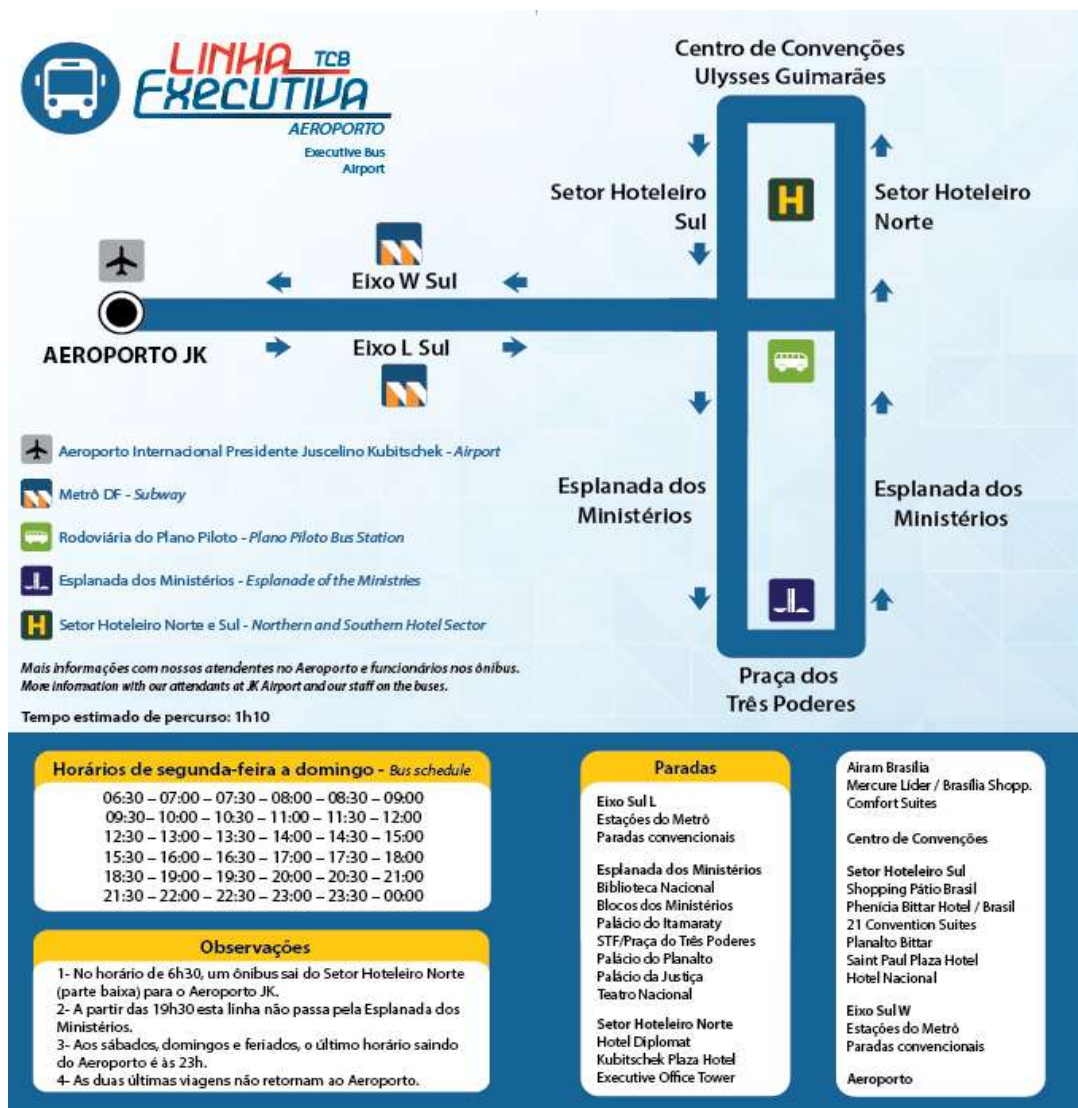 LINHA TCB
EXECUTIVA
AEROPORTO
Executive Bus
Airport
Centro de Convenções
Ulysses Guimarães
Setor Hoteleiro
Sul
H
Setor Hoteleiro
Norte
Eixo W Sul
AEROPORTO JK
Eixo L Sul
Esplanada dos
Ministérios
Esplanada dos
Ministérios
Praça dos
Três Poderes
Aeroporto Internacional Presidente Juscelino Kubitschek - Airport
Metrô DF - Subway
Rodoviária do Plano Piloto - Plano Piloto Bus Station
Esplanada dos Ministérios - Esplanade of the Ministries
H Setor Hoteleiro Norte e Sul - Northern and Southern Hotel Sector
Mais informações com nossos atendentes no Aeroporto e funcionários nos ônibus.
More information with our attendants at JK Airport and our staff on the buses.
Tempo estimado de percurso: 1h10
Horários de segunda-feira a domingo - Bus schedule
06:30 – 07:00 – 07:30 – 08:00 – 08:30 – 09:00
09:30 – 10:00 – 10:30 – 11:00 – 11:30 – 12:00
12:30 – 13:00 – 13:30 – 14:00 – 14:30 – 15:00
15:30 – 16:00 – 16:30 – 17:00 – 17:30 – 18:00
18:30 – 19:00 – 19:30 – 20:00 – 20:30 – 21:00
21:30 – 22:00 – 22:30 – 23:00 – 23:30 – 00:00
Observações
1- No horário de 6h30, um ônibus sai do Setor Hoteleiro Norte
(parte baixa) para o Aeroporto JK.
2- A partir das 19h30 esta linha não passa pela Esplanada dos
Ministérios.
3- Aos sábados, domingos e feriados, o último horário saindo
do Aeroporto é às 23h.
4- As duas últimas viagens não retornam ao Aeroporto.
Paradas
Eixo Sul L
Estações do Metrô
Paradas convencionais
Esplanada dos Ministérios
Biblioteca Nacional
Blocos dos Ministérios
Palácio do Itamaraty
STF/Praça do Três Poderes
Palácio do Planalto
Palácio da Justiça
Teatro Nacional
Setor Hoteleiro Norte
Hotel Diplomat
Kubitschek Plaza Hotel
Executive Office Tower
Airam Brasília
Mercure Líder / Brasília Shopp.
Comfort Suites
Centro de Convenções
Setor Hoteleiro Sul
Shopping Pátio Brasil
Phenícia Bittar Hotel / Brasil
21 Convention Suites
Planalto Bittar
Saint Paul Plaza Hotel
Hotel Nacional
Eixo Sul W
Estações do Metrô
Paradas convencionais
Aeroporto